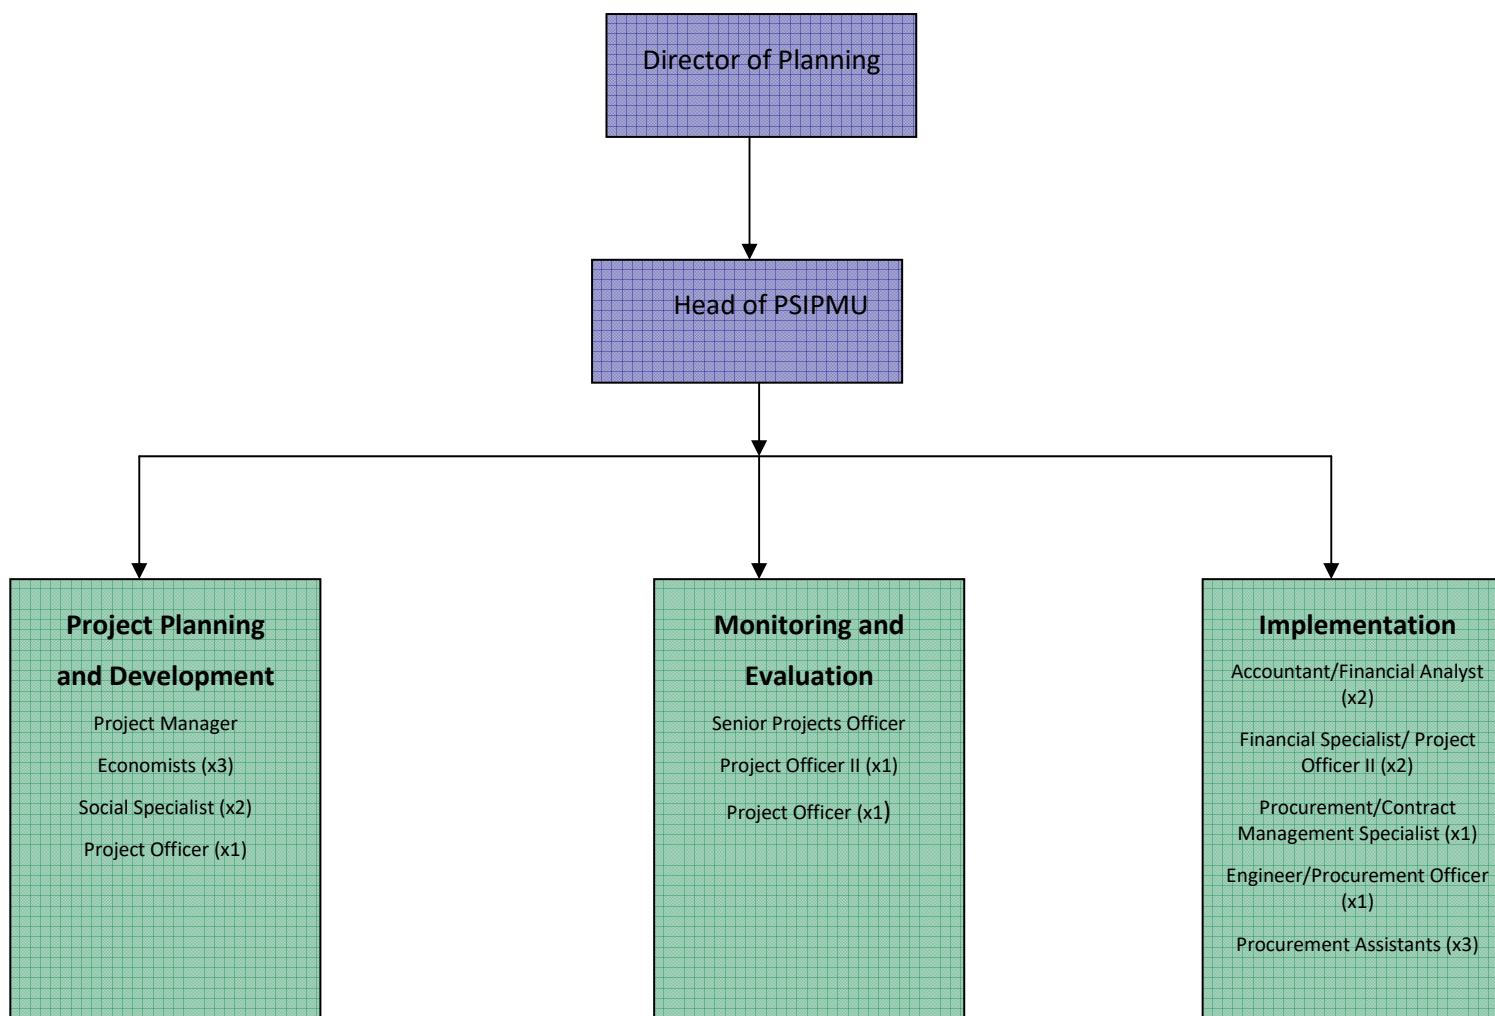 Director of Planning
Head of PSIPMU
Project Planning
and Development
Project Manager
Economists (x3)
Social Specialist (x2)
Project Officer (x1)
Monitoring and
Evaluation
Senior Projects Officer
Project Officer II (x1)
Project Officer (x1)
Implementation
Accountant/Financial Analyst
(x2)
Financial Specialist/ Project
Officer II (x2)
Procurement/Contract
Management Specialist (x1)
Engineer/Procurement Officer
(x1)
Procurement Assistants (x3)